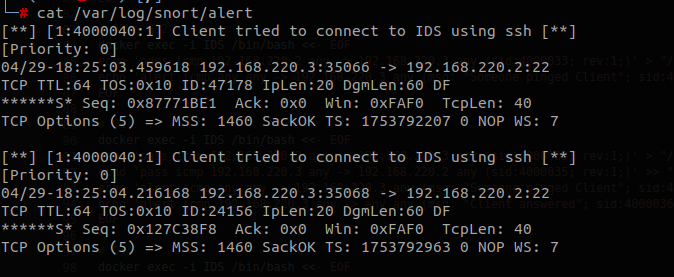 # cat /var/log/snort/alert
[**] [1:4000040:1] Client tried to connect to IDS using ssh [**]
[Priority: 0]
04/29-18:25:03.459618 192.168.220.3:35066 -> 192.168.220.2:22
TCP TTL:64 TOS:0x10 ID:47178 IpLen:20 DgmLen:60 DF
******S* Seq: 0x87771BE1  Ack: 0x0  Win: 0xFAF0  TcpLen: 40
TCP Options (5) => MSS: 1460 SackOK TS: 1753792207 0 NOP WS: 7
[**] [1:4000040:1] Client tried to connect to IDS using ssh [**]
[Priority: 0]
04/29-18:25:04.216168 192.168.220.3:35068 -> 192.168.220.2:22
TCP TTL:64 TOS:0x10 ID:24156 IpLen:20 DgmLen:60 DF
******S* Seq: 0x127C38F8  Ack: 0x0  Win: 0xFAF0  TcpLen: 40
TCP Options (5) => MSS: 1460 SackOK TS: 1753792963 0 NOP WS: 7
docker exec -i IDS /bin/bash <<- EOF